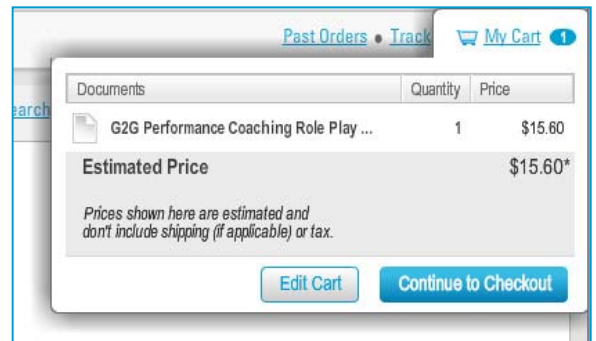 Past Orders • Track
My Cart 1
earch
Documents Quantity Price
G2G Performance Coaching Role Play ... 1 $15.60
Estimated Price $15.60*
Prices shown here are estimated and
don't include shipping (if applicable) or tax.
Edit Cart Continue to Checkout